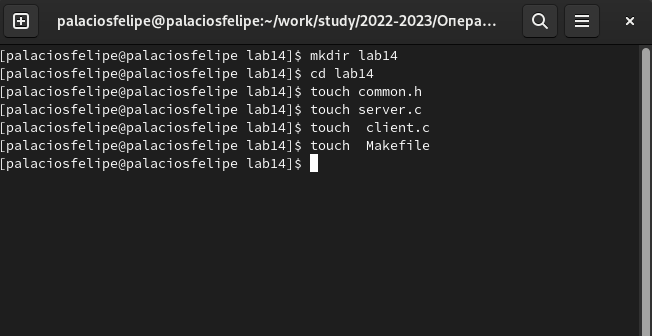 palaciosfelipe@palaciosfelipe:~/work/study/2022-2023/Опера...
[palaciosfelipe@palaciosfelipe lab14]$ mkdir lab14
[palaciosfelipe@palaciosfelipe lab14]$ cd lab14
[palaciosfelipe@palaciosfelipe lab14]$ touch common.h
[palaciosfelipe@palaciosfelipe lab14]$ touch server.c
[palaciosfelipe@palaciosfelipe lab14]$ touch  client.c
[palaciosfelipe@palaciosfelipe lab14]$ touch  Makefile
[palaciosfelipe@palaciosfelipe lab14]$